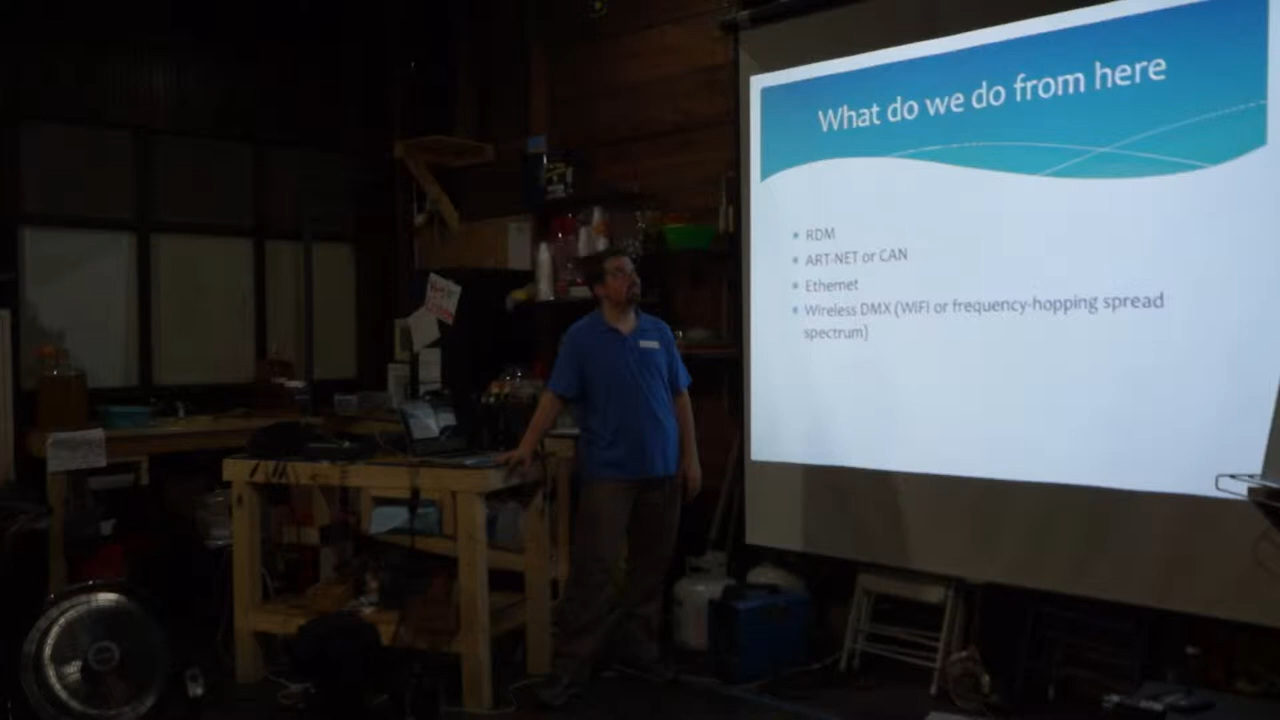 What do we do from here
RDM
ART-NET or CAN
Ethernet
Wireless DMX (WiFi or frequency-hopping spread
spectrum)